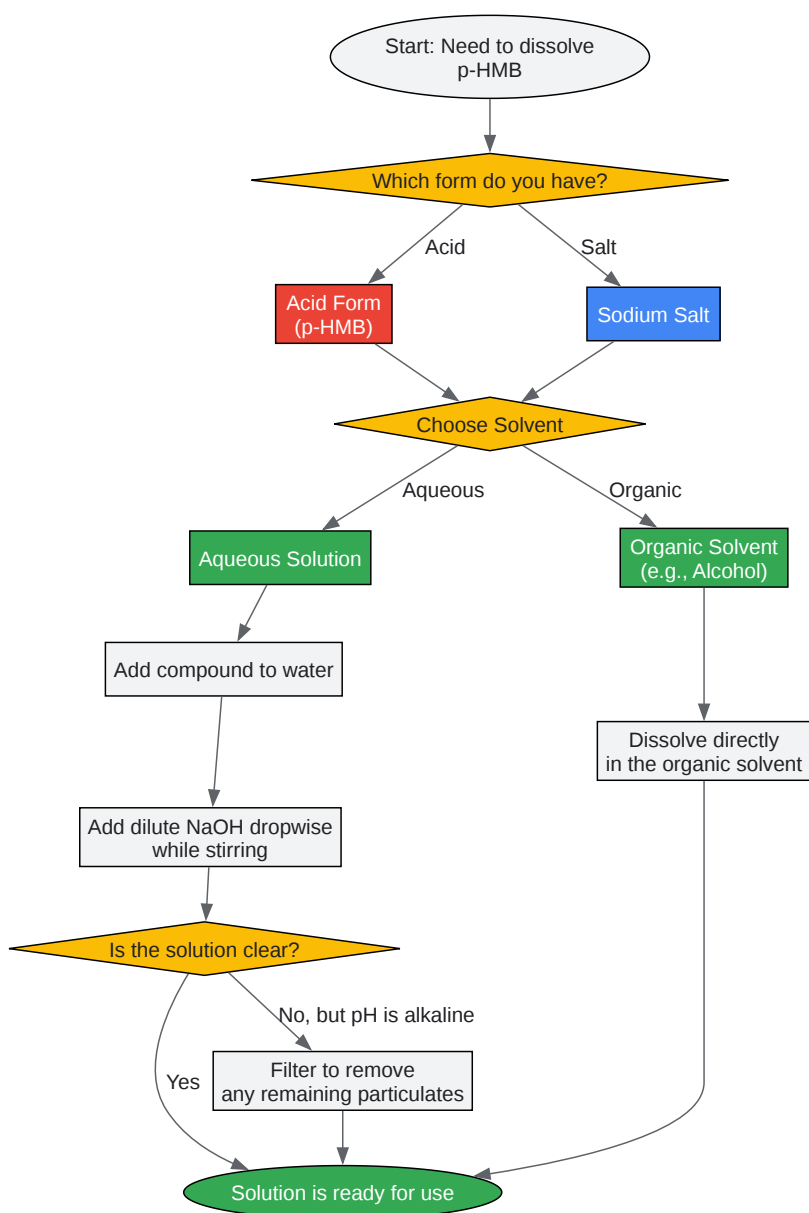 Start: Need to dissolve
p-HMB
Which form do you have?
Acid
Salt
Acid Form
(p-HMB)
Sodium Salt
Choose Solvent
Aqueous
Organic
Aqueous Solution
Organic Solvent
(e.g., Alcohol)
Add compound to water
Dissolve directly
in the organic solvent
Add dilute NaOH dropwise
while stirring
Is the solution clear?
No, but pH is alkaline
Yes
Filter to remove
any remaining particulates
Solution is ready for use